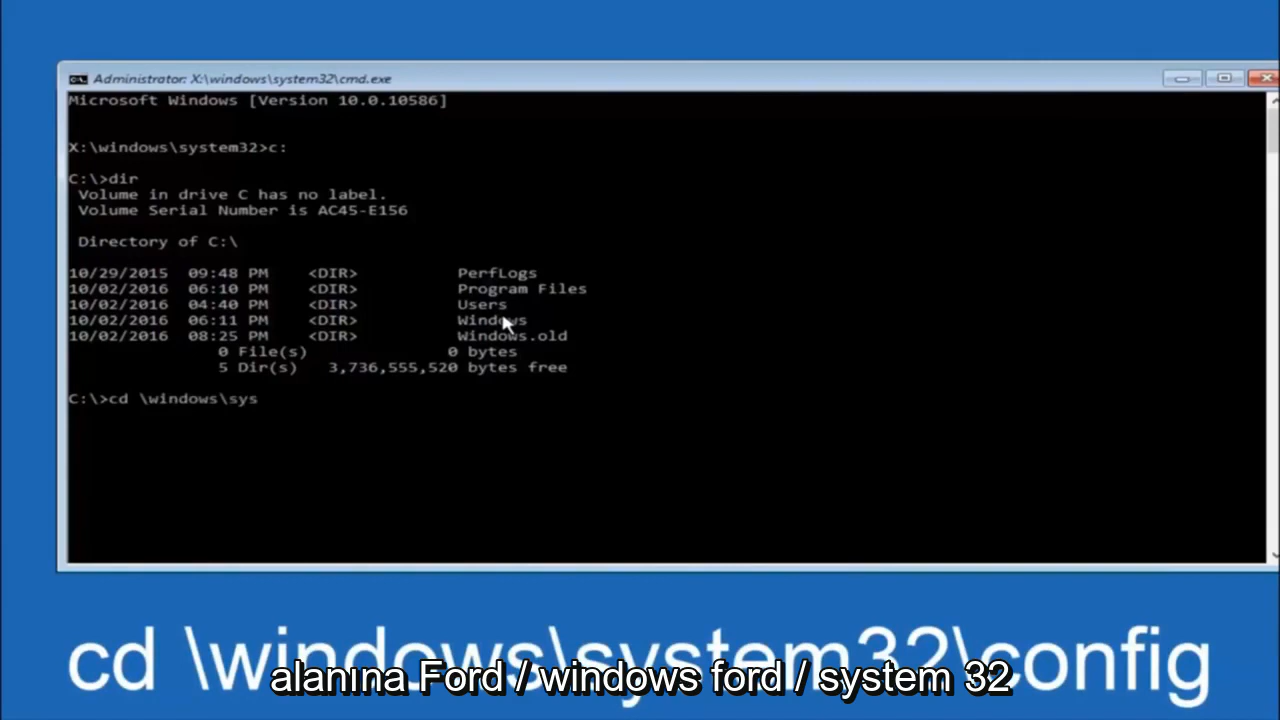 Administrator: X:\windows\system32\cmd.exe
Microsoft Windows [Version 10.0.10586]
X:\windows\system32>c:
C:\>dir
Volume in drive C has no label.
Volume Serial Number is AC45-E156
Directory of C:\
10/29/2015 09:48 PM <DIR> PerfLogs
10/02/2016 06:10 PM <DIR> Program Files
10/02/2016 04:40 PM <DIR> Users
10/02/2016 06:11 PM <DIR> Windows
10/02/2016 08:25 PM <DIR> Windows.old
0 File(s) 0 bytes
5 Dir(s) 3,736,555,520 bytes free
C:\>cd \windows\sys
cd \windows\system32\config
alanına Ford / windows ford / system 32